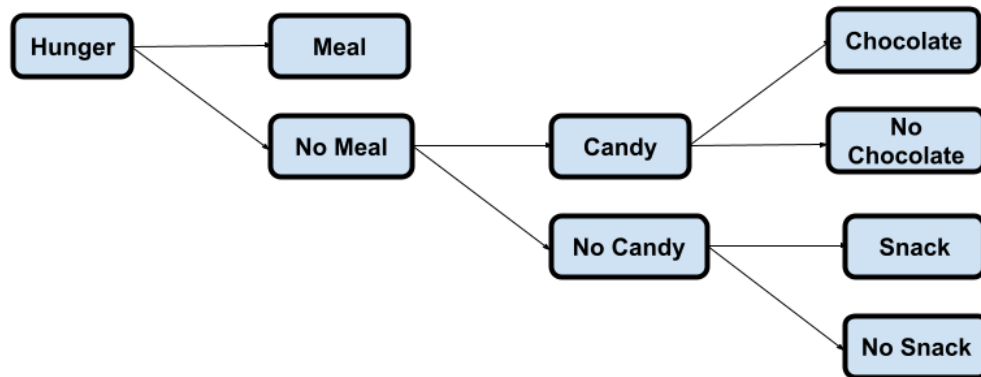 Hunger
Meal
Chocolate
No Meal
Candy
No
Chocolate
No Candy
Snack
No Snack